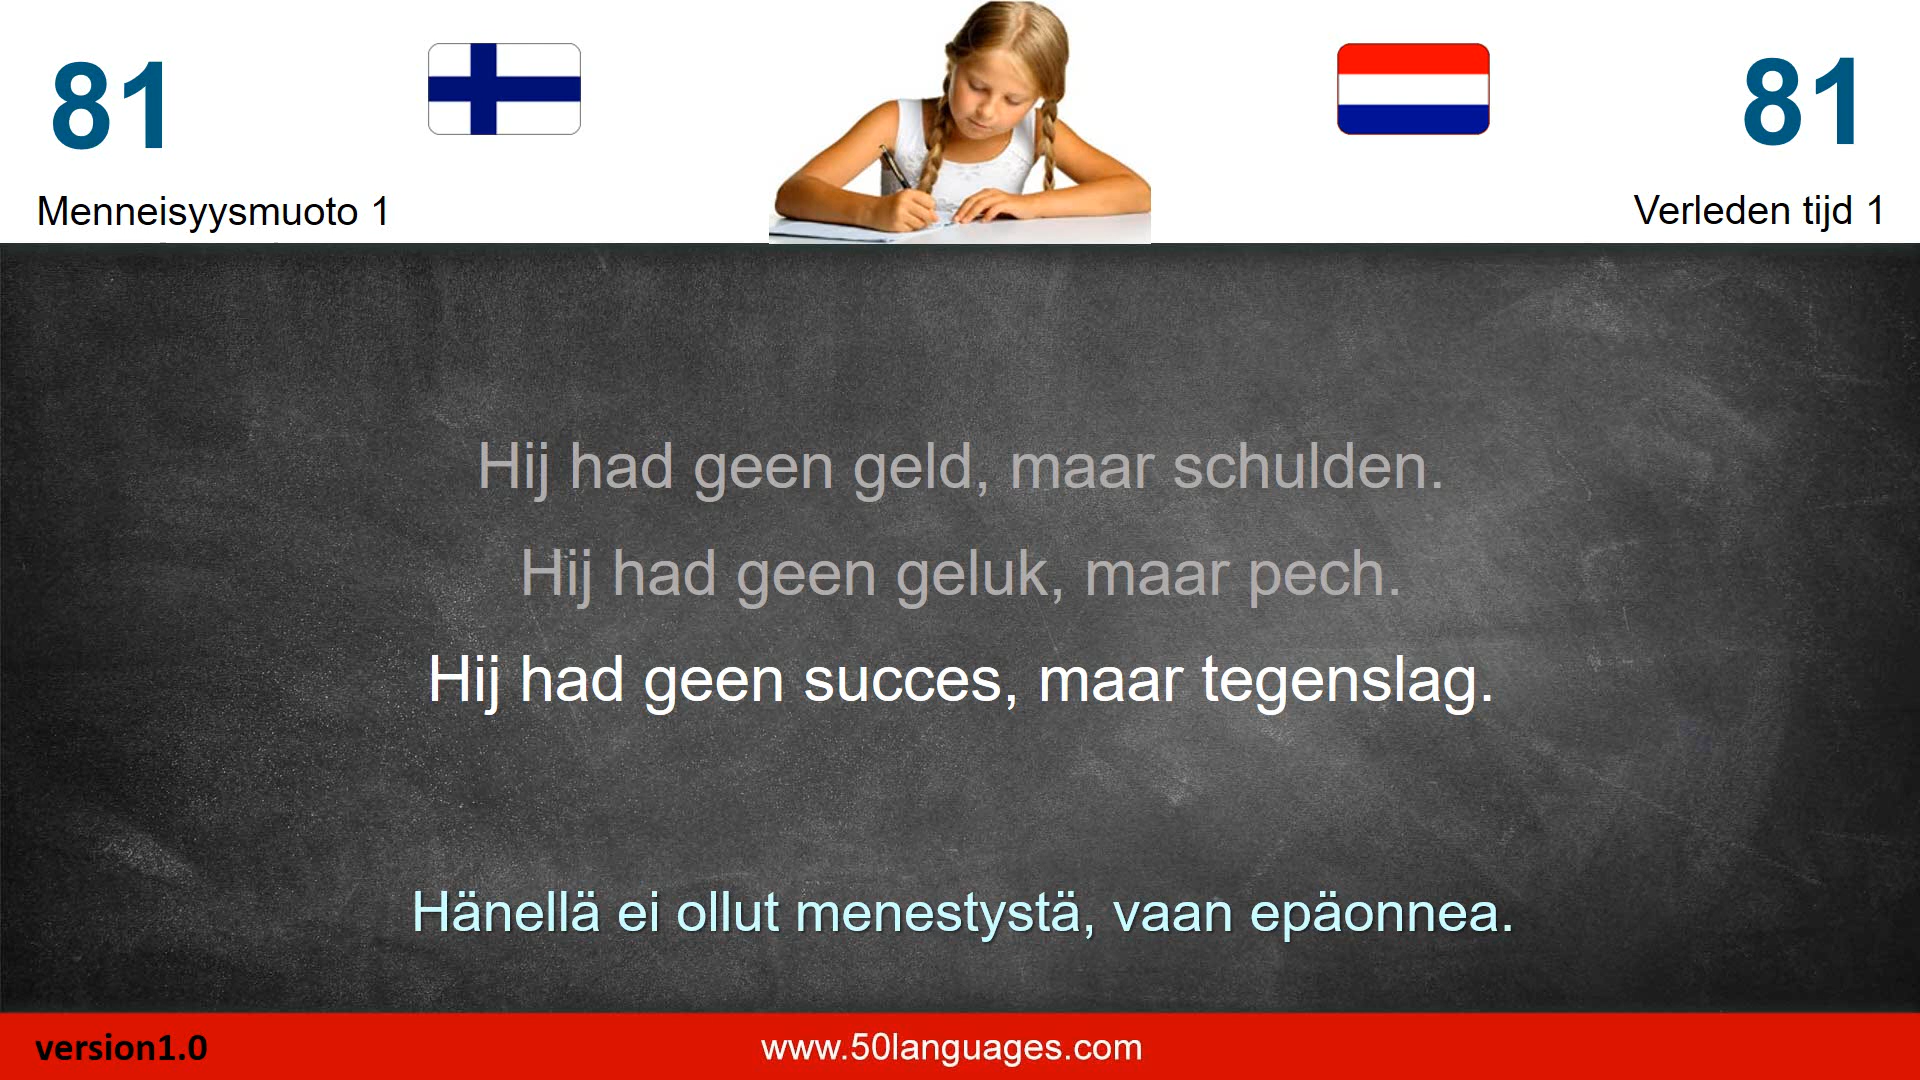 81
81
Menneisyysmuoto 1
Verleden tijd 1
Hij had geen geld, maar schulden.
Hij had geen geluk, maar pech.
Hij had geen succes, maar tegenslag.
Hänellä ei ollut menestystä, vaan epäonnea.
version1.0
www.50languages.com